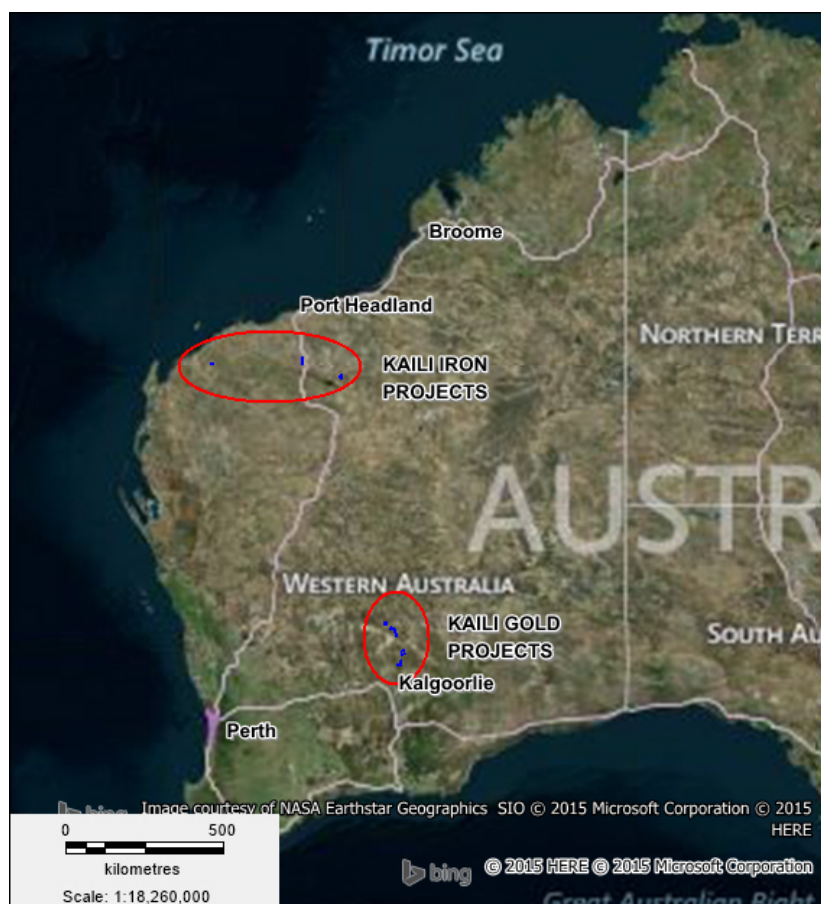 Timor Sea
Broome
Port Headland
NORTHERN TERR
KAILI IRON
PROJECTS
AUSTR
WESTERN AUSTRALIA
KAILI GOLD
PROJECTS
SOUTH AU
Kalgoorlie
Perth
bing
Image courtesy of NASA Earthstar Geographics SIO © 2015 Microsoft Corporation © 2015
HERE
0 500
kilometres
Scale: 1:18,260,000
bing
© 2015 HERE © 2015 Microsoft Corporation
Great Australian Bight